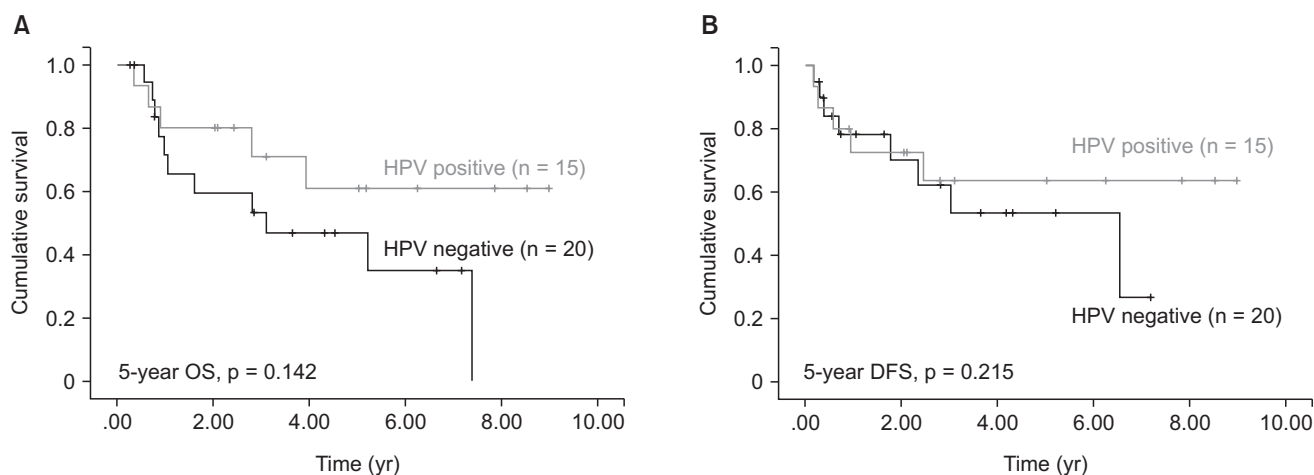 A
1.0
0.8
0.6
0.4
0.2
0
Cumulative survival
HPV positive (n = 15)
HPV negative (n = 20)
5-year OS, p = 0.142
.00 2.00 4.00 6.00 8.00 10.00
Time (yr)
B
1.0
0.8
0.6
0.4
0.2
0
Cumulative survival
HPV positive (n = 15)
HPV negative (n = 20)
5-year DFS, p = 0.215
.00 2.00 4.00 6.00 8.00 10.00
Time (yr)